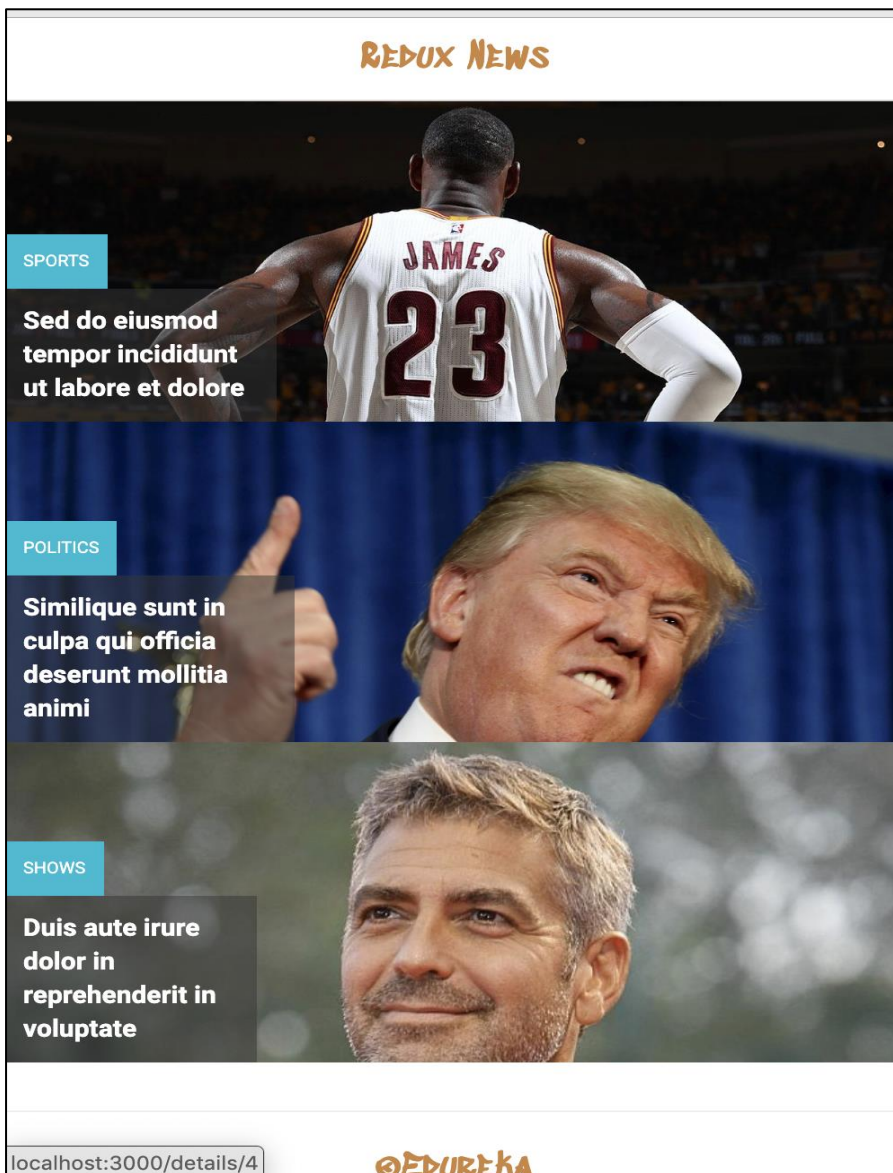 REDUX NEWS
JAMES
23
SPORTS
Sed do eiusmod
tempor incididunt
ut labore et dolore
POLITICS
Similique sunt in
culpa qui officia
deserunt mollitia
animi
SHOWS
Duis aute irure
dolor in
reprehenderit in
voluptate
localhost:3000/details/4
@EDUREKA